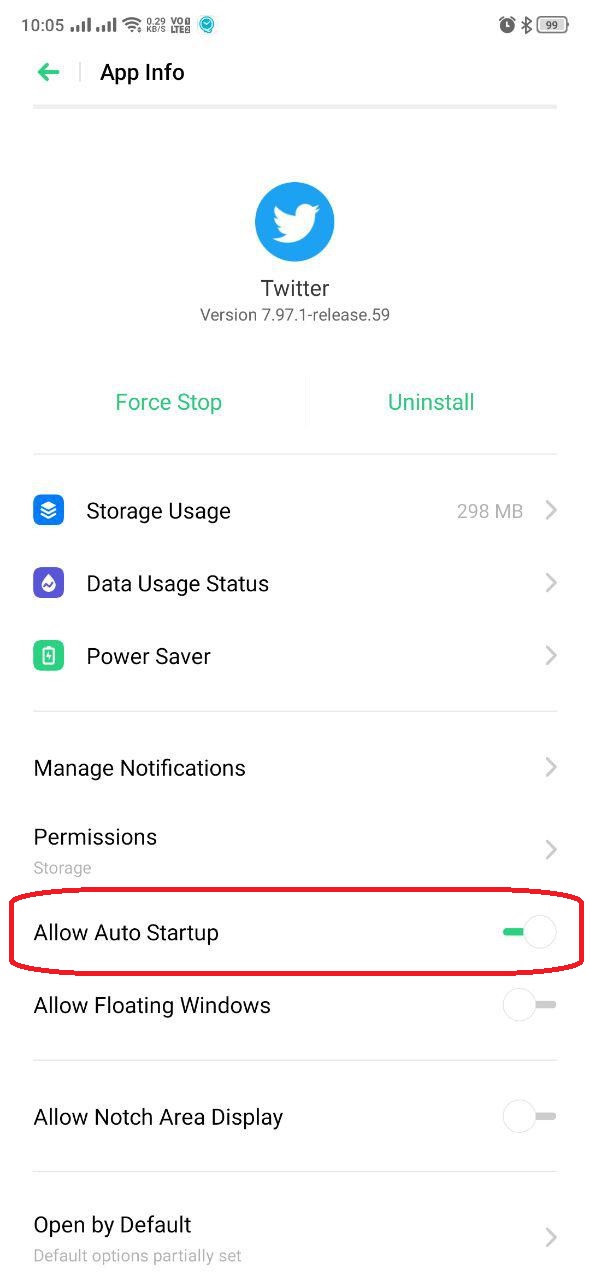 10:05 0.29 KB/S VO LTE 99
App Info
Twitter
Version 7.97.1-release.59
Force Stop Uninstall
Storage Usage 298 MB
Data Usage Status
Power Saver
Manage Notifications
Permissions
Storage
Allow Auto Startup
Allow Floating Windows
Allow Notch Area Display
Open by Default
Default options partially set